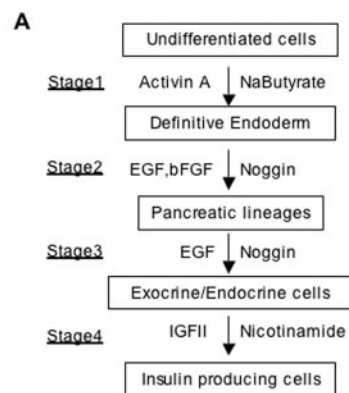 A
Undifferentiated cells
Stage1 Activin A NaButyrate
Definitive Endoderm
Stage2 EGF,bFGF Noggin
Pancreatic lineages
Stage3 EGF Noggin
Exocrine/Endocrine cells
Stage4 IGFII Nicotinamide
Insulin producing cells